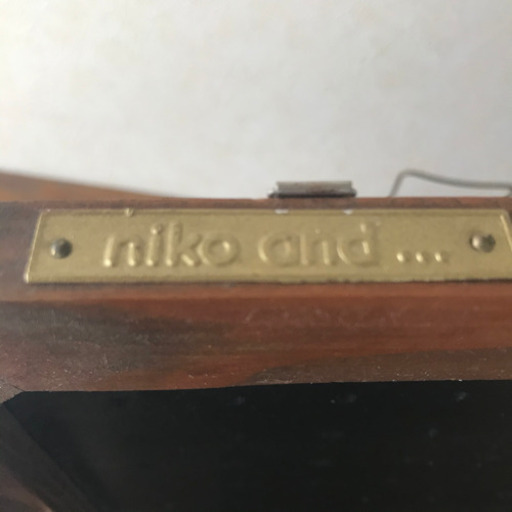 niko and ...